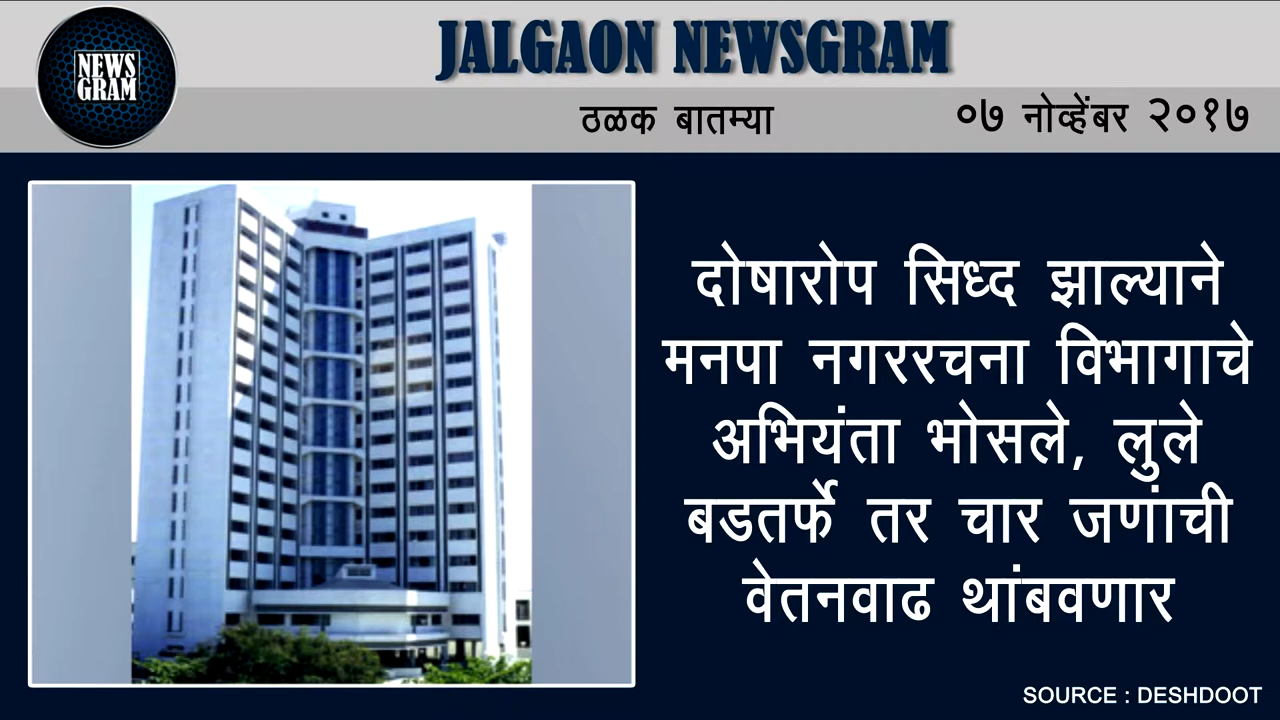 NEWS
GRAM
JALGAON NEWSGRAM
ठळक बातम्या
०७ नोव्हेंबर २०१७
दोषारोप सिध्द झाल्याने
मनपा नगररचना विभागाचे
अभियंता भोसले, लुले
बडतर्फे तर चार जणांची
वेतनवाढ थांबवणार
SOURCE : DESHDOOT